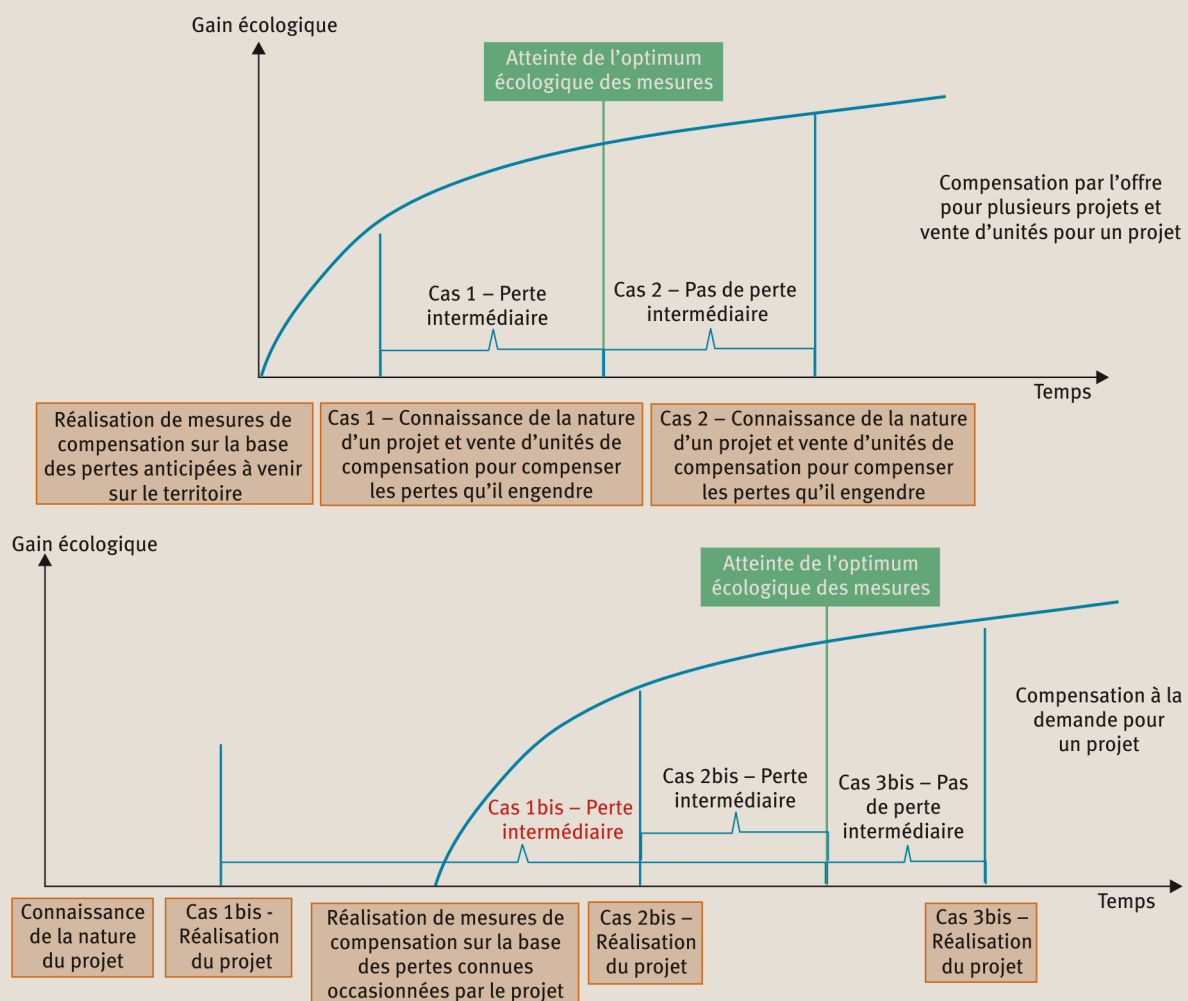 Gain écologique
Atteinte de l’optimum
écologique des mesures
Compensation par l’offre
pour plusieurs projets et
vente d’unités pour un projet
Cas 1 – Perte
intermédiaire
Cas 2 – Pas de perte
intermédiaire
Temps
Réalisation de mesures de
compensation sur la base
des pertes anticipées à venir
sur le territoire
Cas 1 – Connaissance de la nature
d’un projet et vente d’unités de
compensation pour compenser
les pertes qu’il engendre
Cas 2 – Connaissance de la nature
d’un projet et vente d’unités de
compensation pour compenser
les pertes qu’il engendre
Gain écologique
Atteinte de l’optimum
écologique des mesures
Compensation à la
demande pour
un projet
Cas 1bis – Perte
intermédiaire
Cas 2bis – Perte
intermédiaire
Cas 3bis – Pas
de perte
intermédiaire
Temps
Connaissance
de la nature
du projet
Cas 1bis -
Réalisation
du projet
Réalisation de mesures de
compensation sur la base
des pertes connues
occasionnées par le projet
Cas 2bis –
Réalisation
du projet
Cas 3bis –
Réalisation
du projet